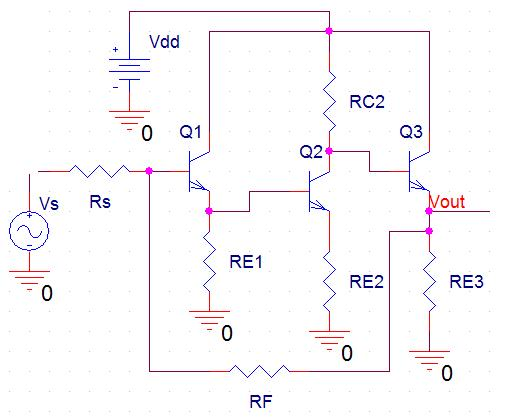 +
Vdd
-
0
RC2
Q1
Q2
Q3
Vs
Rs
Vout
+
-
0
RE1
0
RE2
0
RE3
0
RF